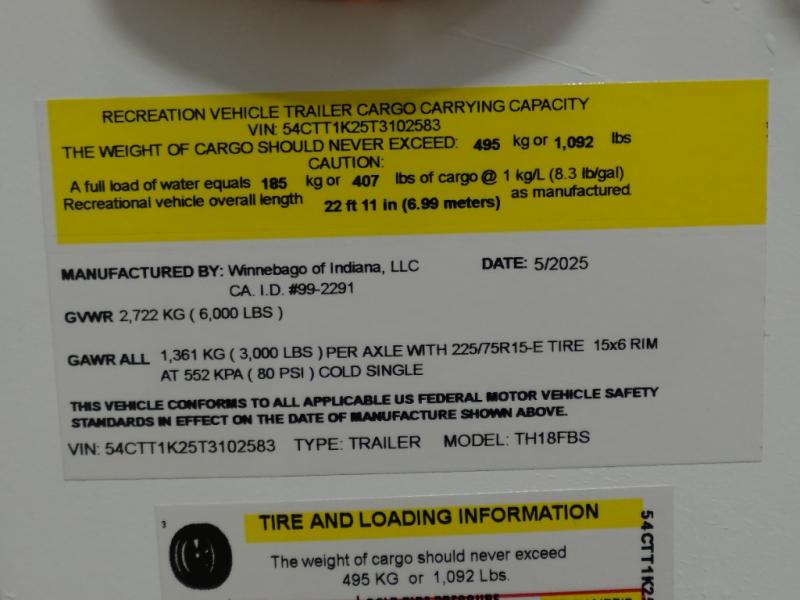 RECREATION VEHICLE TRAILER CARGO CARRYING CAPACITY
VIN: 54CTT1K25T3102583
THE WEIGHT OF CARGO SHOULD NEVER EXCEED: 495 kg or 1,092 lbs
CAUTION:
A full load of water equals 185 kg or 407 lbs of cargo @ 1 kg/L (8.3 lb/gal)
Recreational vehicle overall length 22 ft 11 in (6.99 meters) as manufactured.
MANUFACTURED BY: Winnebago of Indiana, LLC DATE: 5/2025
CA. I.D. #99-2291
GVWR 2,722 KG ( 6,000 LBS )
GAWR ALL 1,361 KG ( 3,000 LBS ) PER AXLE WITH 225/75R15-E TIRE 15x6 RIM
AT 552 KPA ( 80 PSI ) COLD SINGLE
THIS VEHICLE CONFORMS TO ALL APPLICABLE US FEDERAL MOTOR VEHICLE SAFETY
STANDARDS IN EFFECT ON THE DATE OF MANUFACTURE SHOWN ABOVE.
VIN: 54CTT1K25T3102583 TYPE: TRAILER MODEL: TH18FBS
3
TIRE AND LOADING INFORMATION
The weight of cargo should never exceed
495 KG or 1,092 Lbs.
54CTT1K2